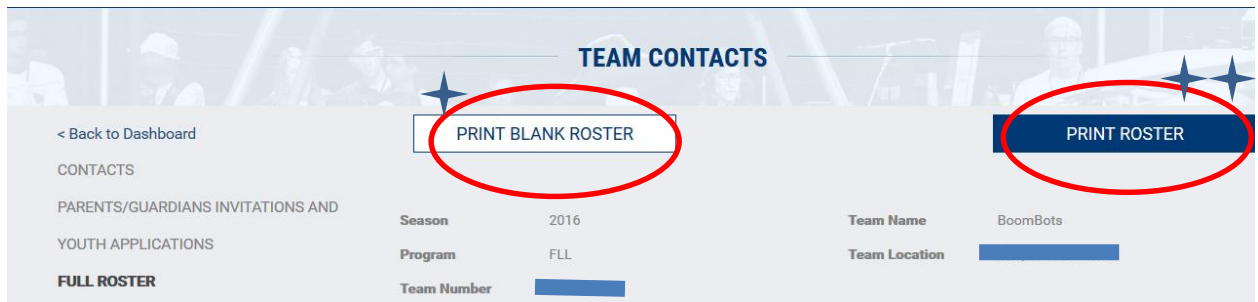 TEAM CONTACTS
PRINT BLANK ROSTER
PRINT ROSTER
< Back to Dashboard
CONTACTS
PARENTS/GUARDIANS INVITATIONS AND
YOUTH APPLICATIONS
FULL ROSTER
Season 2016
Program FLL
Team Number
Team Name BoomBots
Team Location